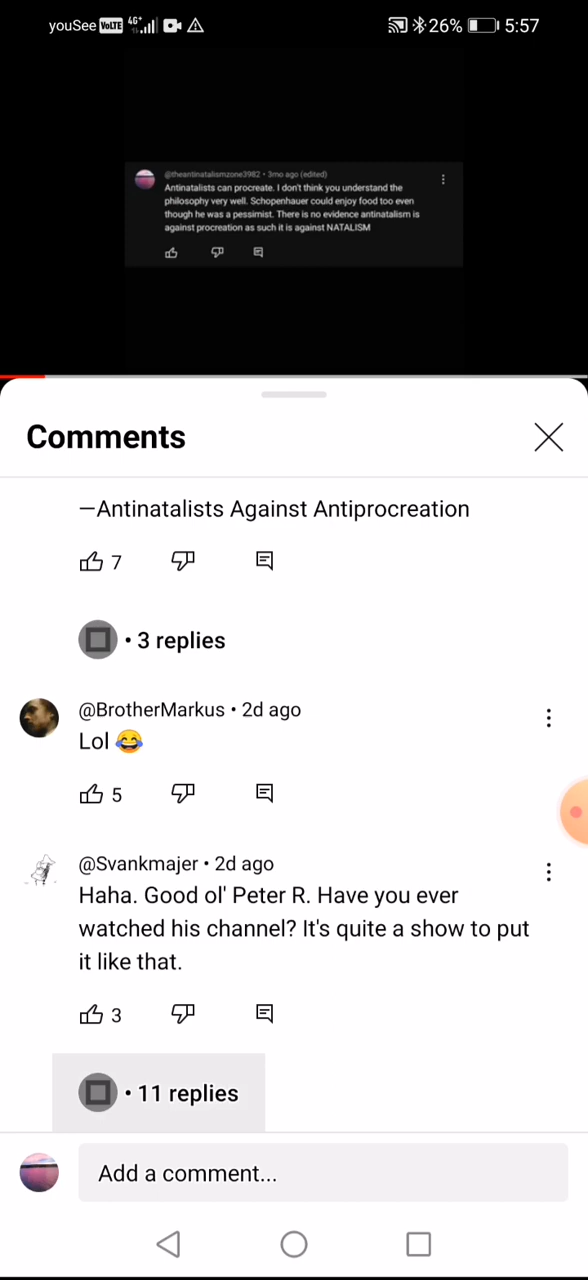 youSee VoLTE 4G+ 26% 5:57
@theantinatalismzone3982 • 3mo ago (edited)
Antinatalists can procreate. I don't think you understand the
philosophy very well. Schopenhauer could enjoy food too even
though he was a pessimist. There is no evidence antinatalism is
against procreation as such it is against NATALISM
Comments
—Antinatalists Against Antiprocreation
7
• 3 replies
@BrotherMarkus • 2d ago
Lol 😂
5
@Svankmajer • 2d ago
Haha. Good ol' Peter R. Have you ever
watched his channel? It's quite a show to put
it like that.
3
• 11 replies
Add a comment...